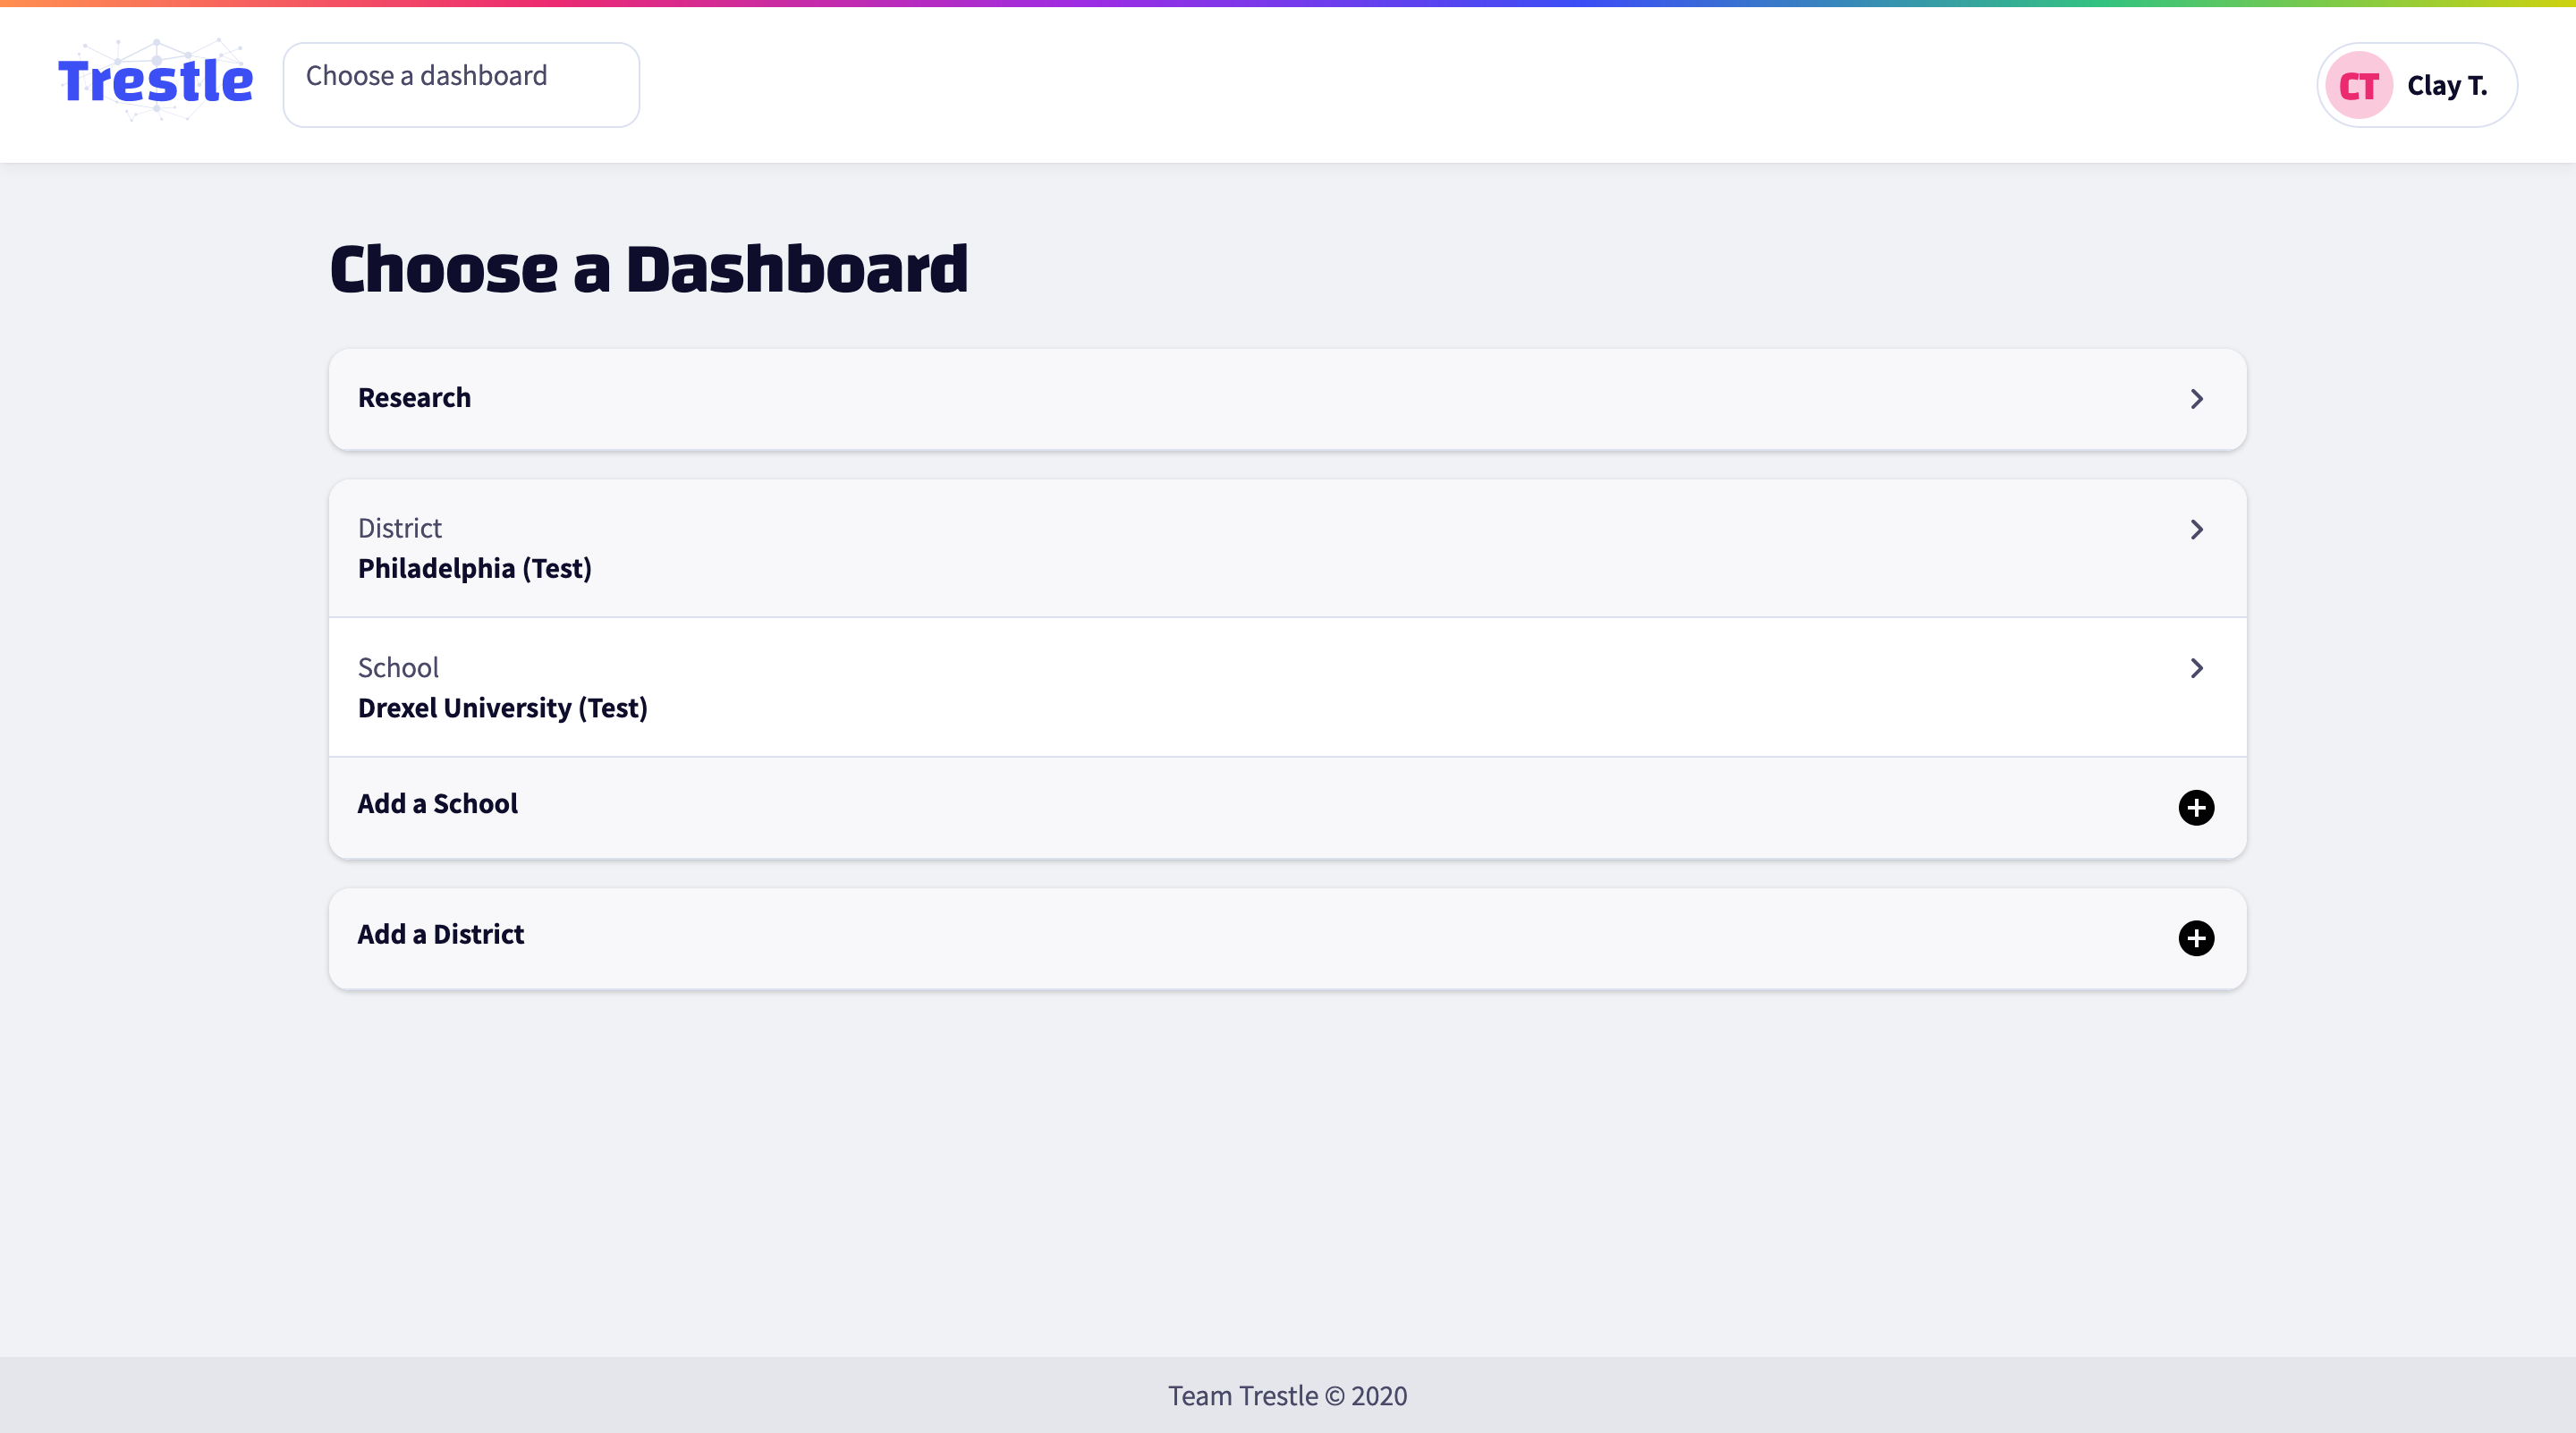 Trestle
Choose a dashboard
CT
Clay T.
Choose a Dashboard
Research
District
Philadelphia (Test)
School
Drexel University (Test)
Add a School
Add a District
Team Trestle © 2020